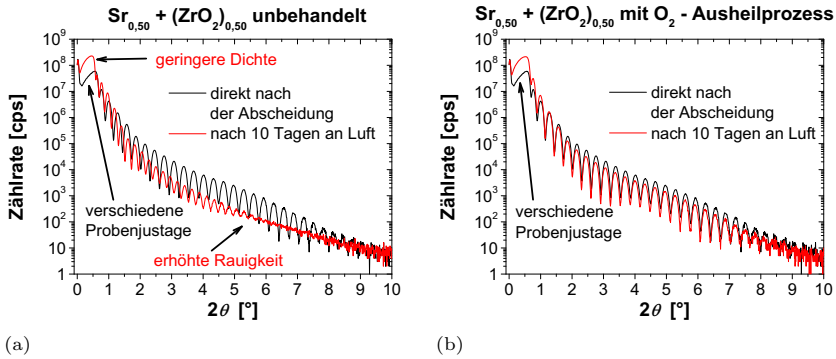 Sr0,50 + (ZrO2)0,50 unbehandelt
10^9
10^8
10^7
10^6
10^5
10^4
10^3
10^2
10
1
Zählrate [cps]
geringere Dichte
direkt nach
der Abscheidung
nach 10 Tagen an Luft
verschiedene
Probenjustage
erhöhte Rauigkeit
0 1 2 3 4 5 6 7 8 9 10
2θ [°]
(a)
Sr0,50 + (ZrO2)0,50 mit O2 - Ausheilprozess
10^9
10^8
10^7
10^6
10^5
10^4
10^3
10^2
10
1
Zählrate [cps]
direkt nach
der Abscheidung
nach 10 Tagen an Luft
verschiedene
Probenjustage
0 1 2 3 4 5 6 7 8 9 10
2θ [°]
(b)